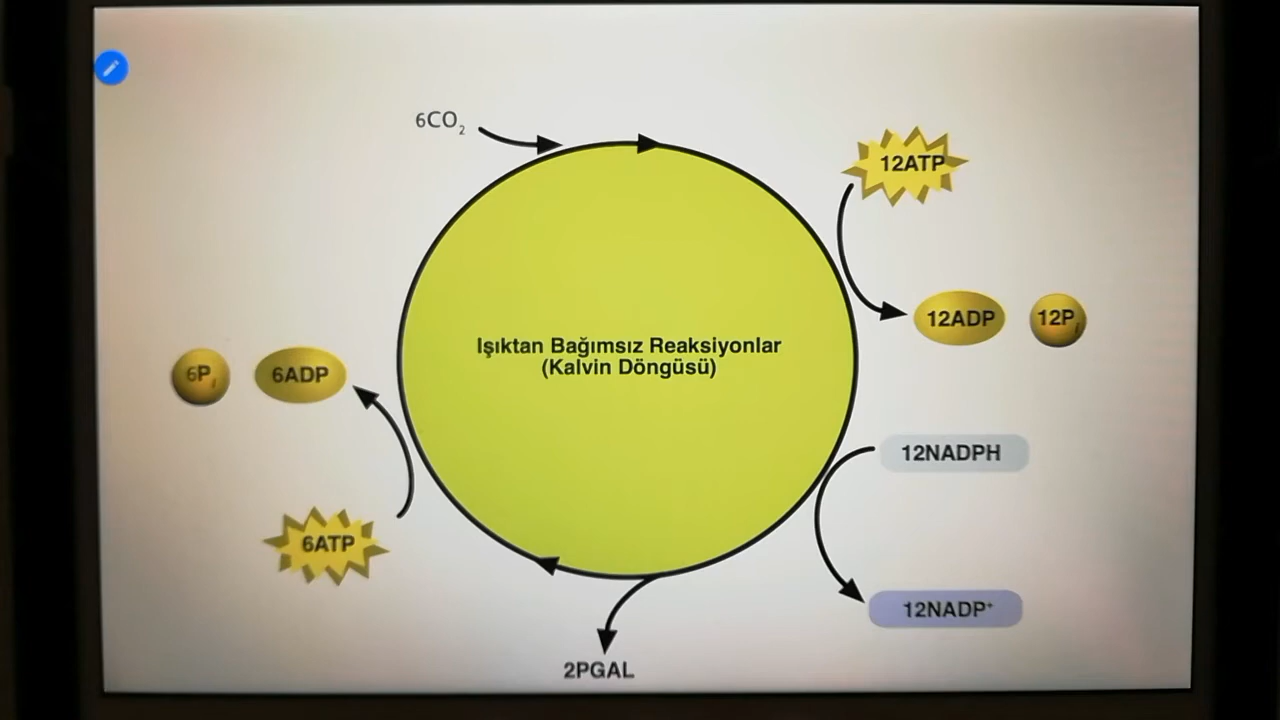 6CO₂
12ATP
12ADP
12Pᵢ
Işıktan Bağımsız Reaksiyonlar
(Kalvin Döngüsü)
6Pᵢ
6ADP
12NADPH
6ATP
12NADP⁺
2PGAL